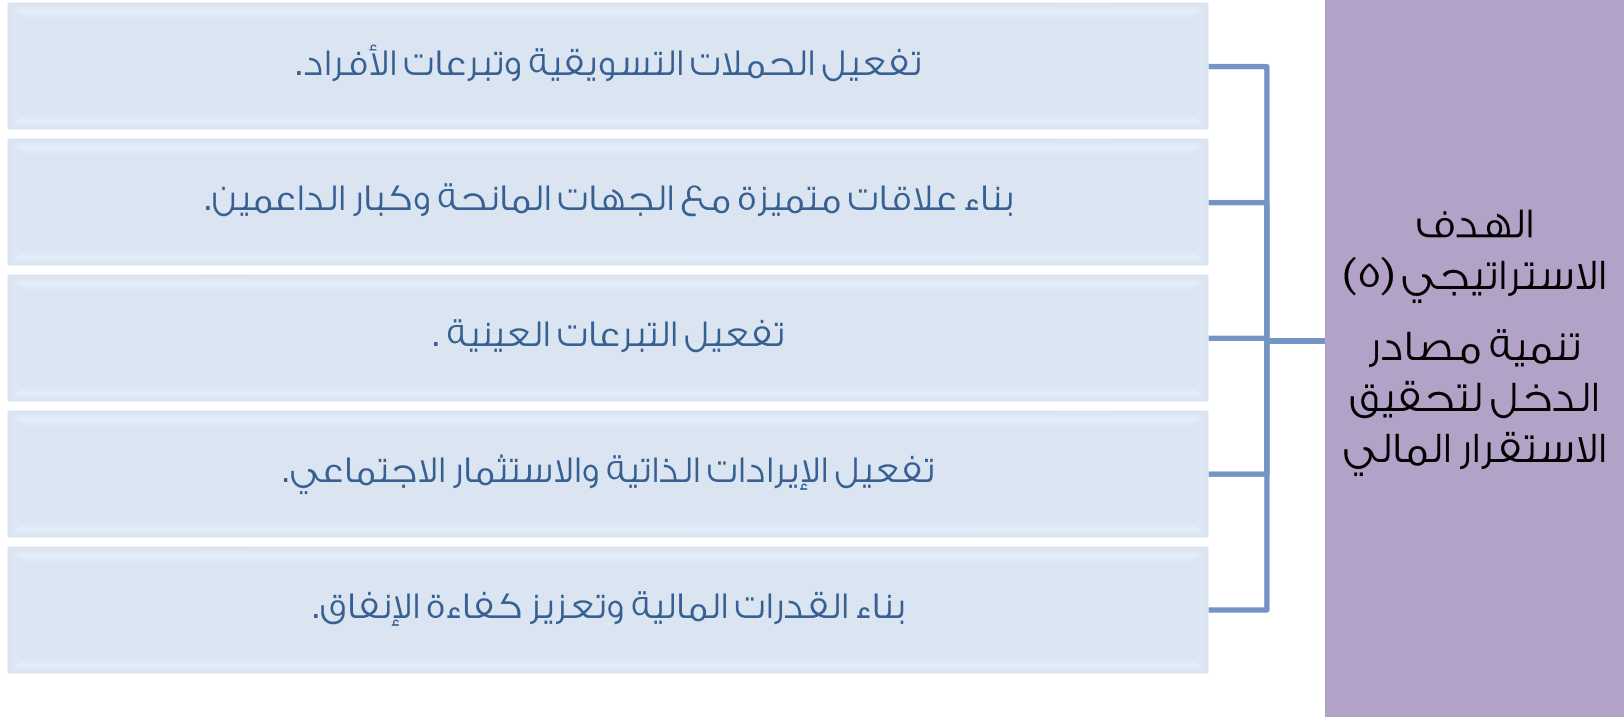 الهدف
الاستراتيجي (٥)
تنمية مصادر
الدخل لتحقيق
الاستقرار المالي
تفعيل الحملات التسويقية وتبرعات الأفراد.
بناء علاقات متميزة مع الجهات المانحة وكبار الداعمين.
تفعيل التبرعات العينية .
تفعيل الإيرادات الذاتية والاستثمار الاجتماعي.
بناء القدرات المالية وتعزيز كفاءة الإنفاق.